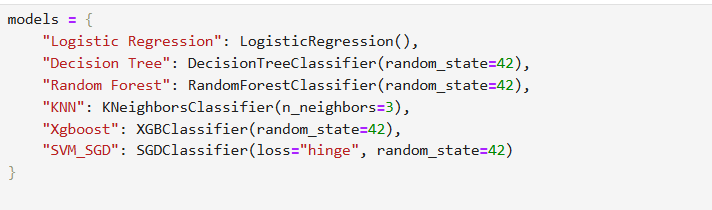 models = {
    "Logistic Regression": LogisticRegression(),
    "Decision Tree": DecisionTreeClassifier(random_state=42),
    "Random Forest": RandomForestClassifier(random_state=42),
    "KNN": KNeighborsClassifier(n_neighbors=3),
    "Xgboost": XGBClassifier(random_state=42),
    "SVM_SGD": SGDClassifier(loss="hinge", random_state=42)
}